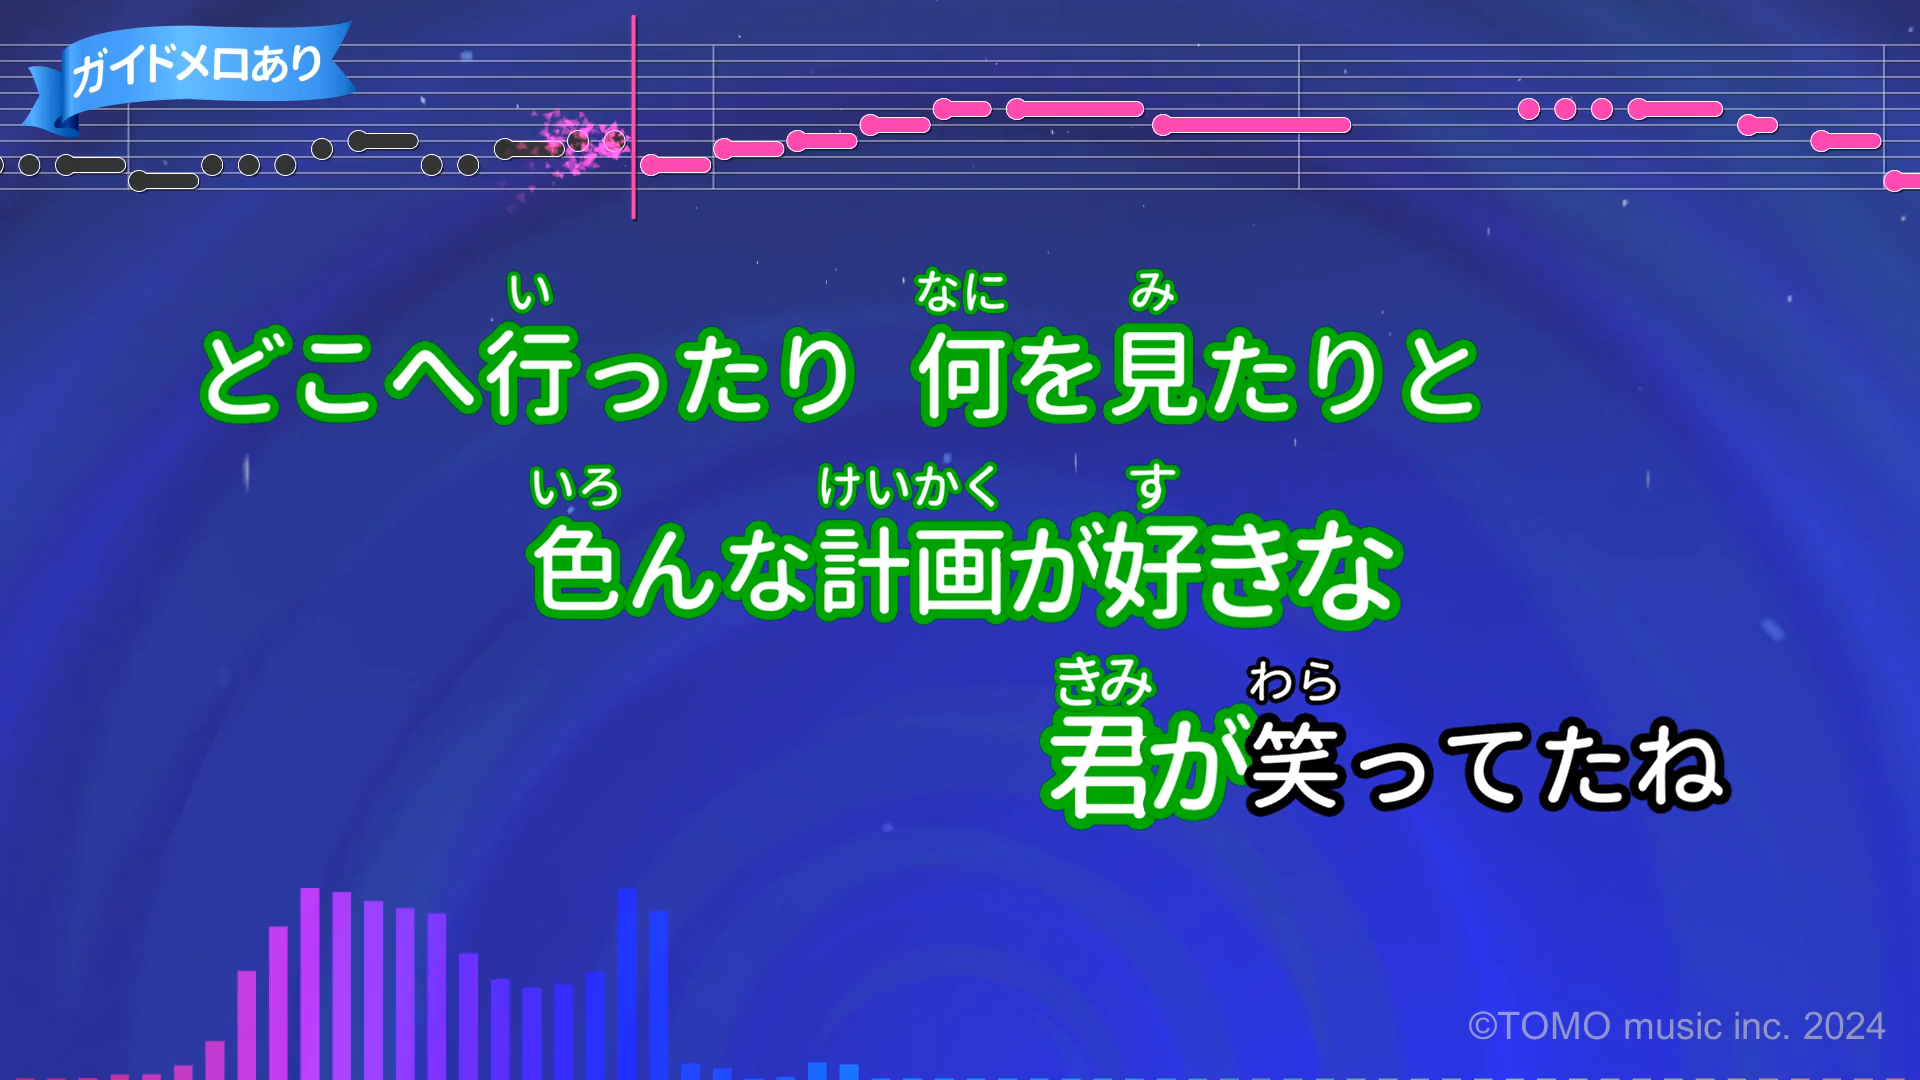 ガイドメロあり
い なに み
どこへ行ったり 何を見たりと
いろ けいかく す
色んな計画が好きな
きみ わら
君が笑ってたね
©TOMO music inc. 2024